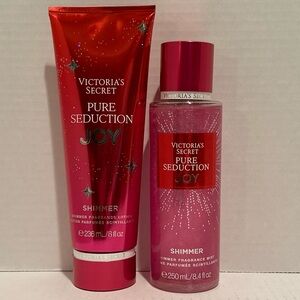 VICTORIA'S
SECRET
PURE
SEDUCTION
JOY
SHIMMER
SHIMMER FRAGRANCE LOTION
℮ 236 mL/8 fl oz
VICTORIA'S
SECRET
PURE
SEDUCTION
JOY
SHIMMER
SHIMMER FRAGRANCE MIST
℮ 250 mL/8.4 fl oz